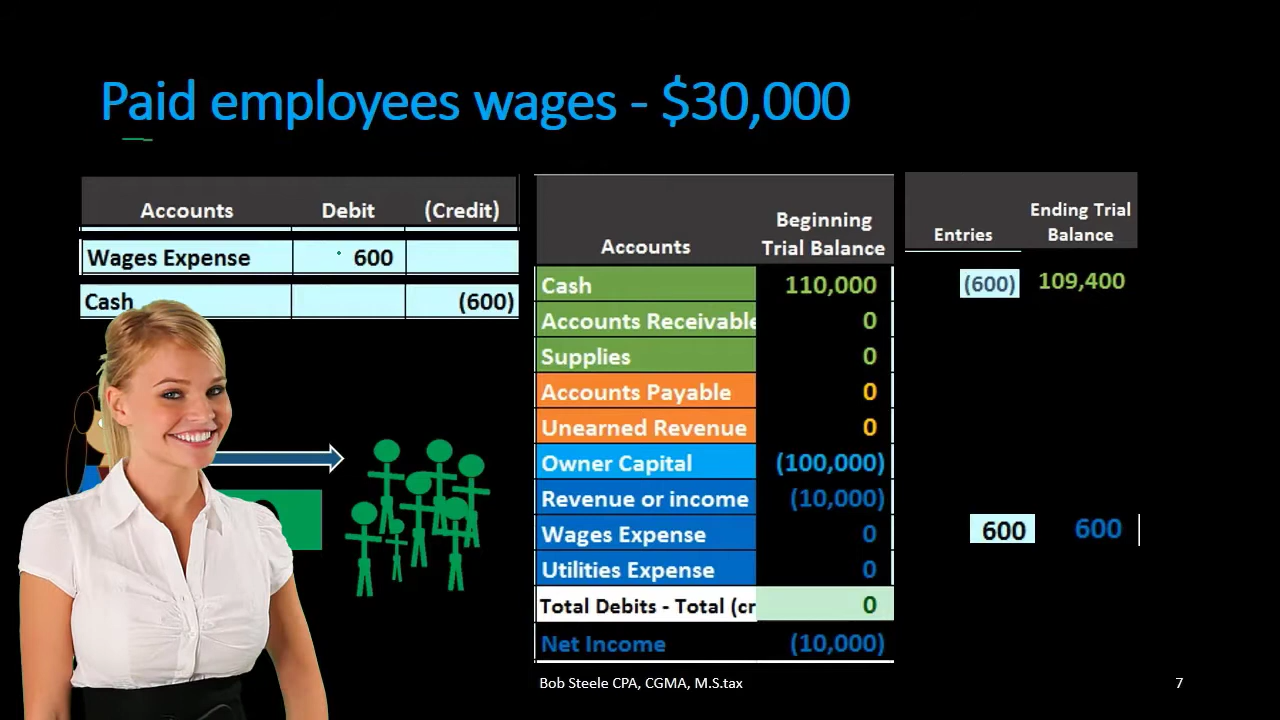 Paid employees wages - $30,000
Accounts Debit (Credit)
Wages Expense 600
Cash (600)
Accounts Beginning Trial Balance
Cash 110,000
Accounts Receivable 0
Supplies 0
Accounts Payable 0
Unearned Revenue 0
Owner Capital (100,000)
Revenue or income (10,000)
Wages Expense 0
Utilities Expense 0
Total Debits - Total (cr 0
Net Income (10,000)
Entries Ending Trial Balance
(600) 109,400
600 600
Bob Steele CPA, CGMA, M.S.tax
7